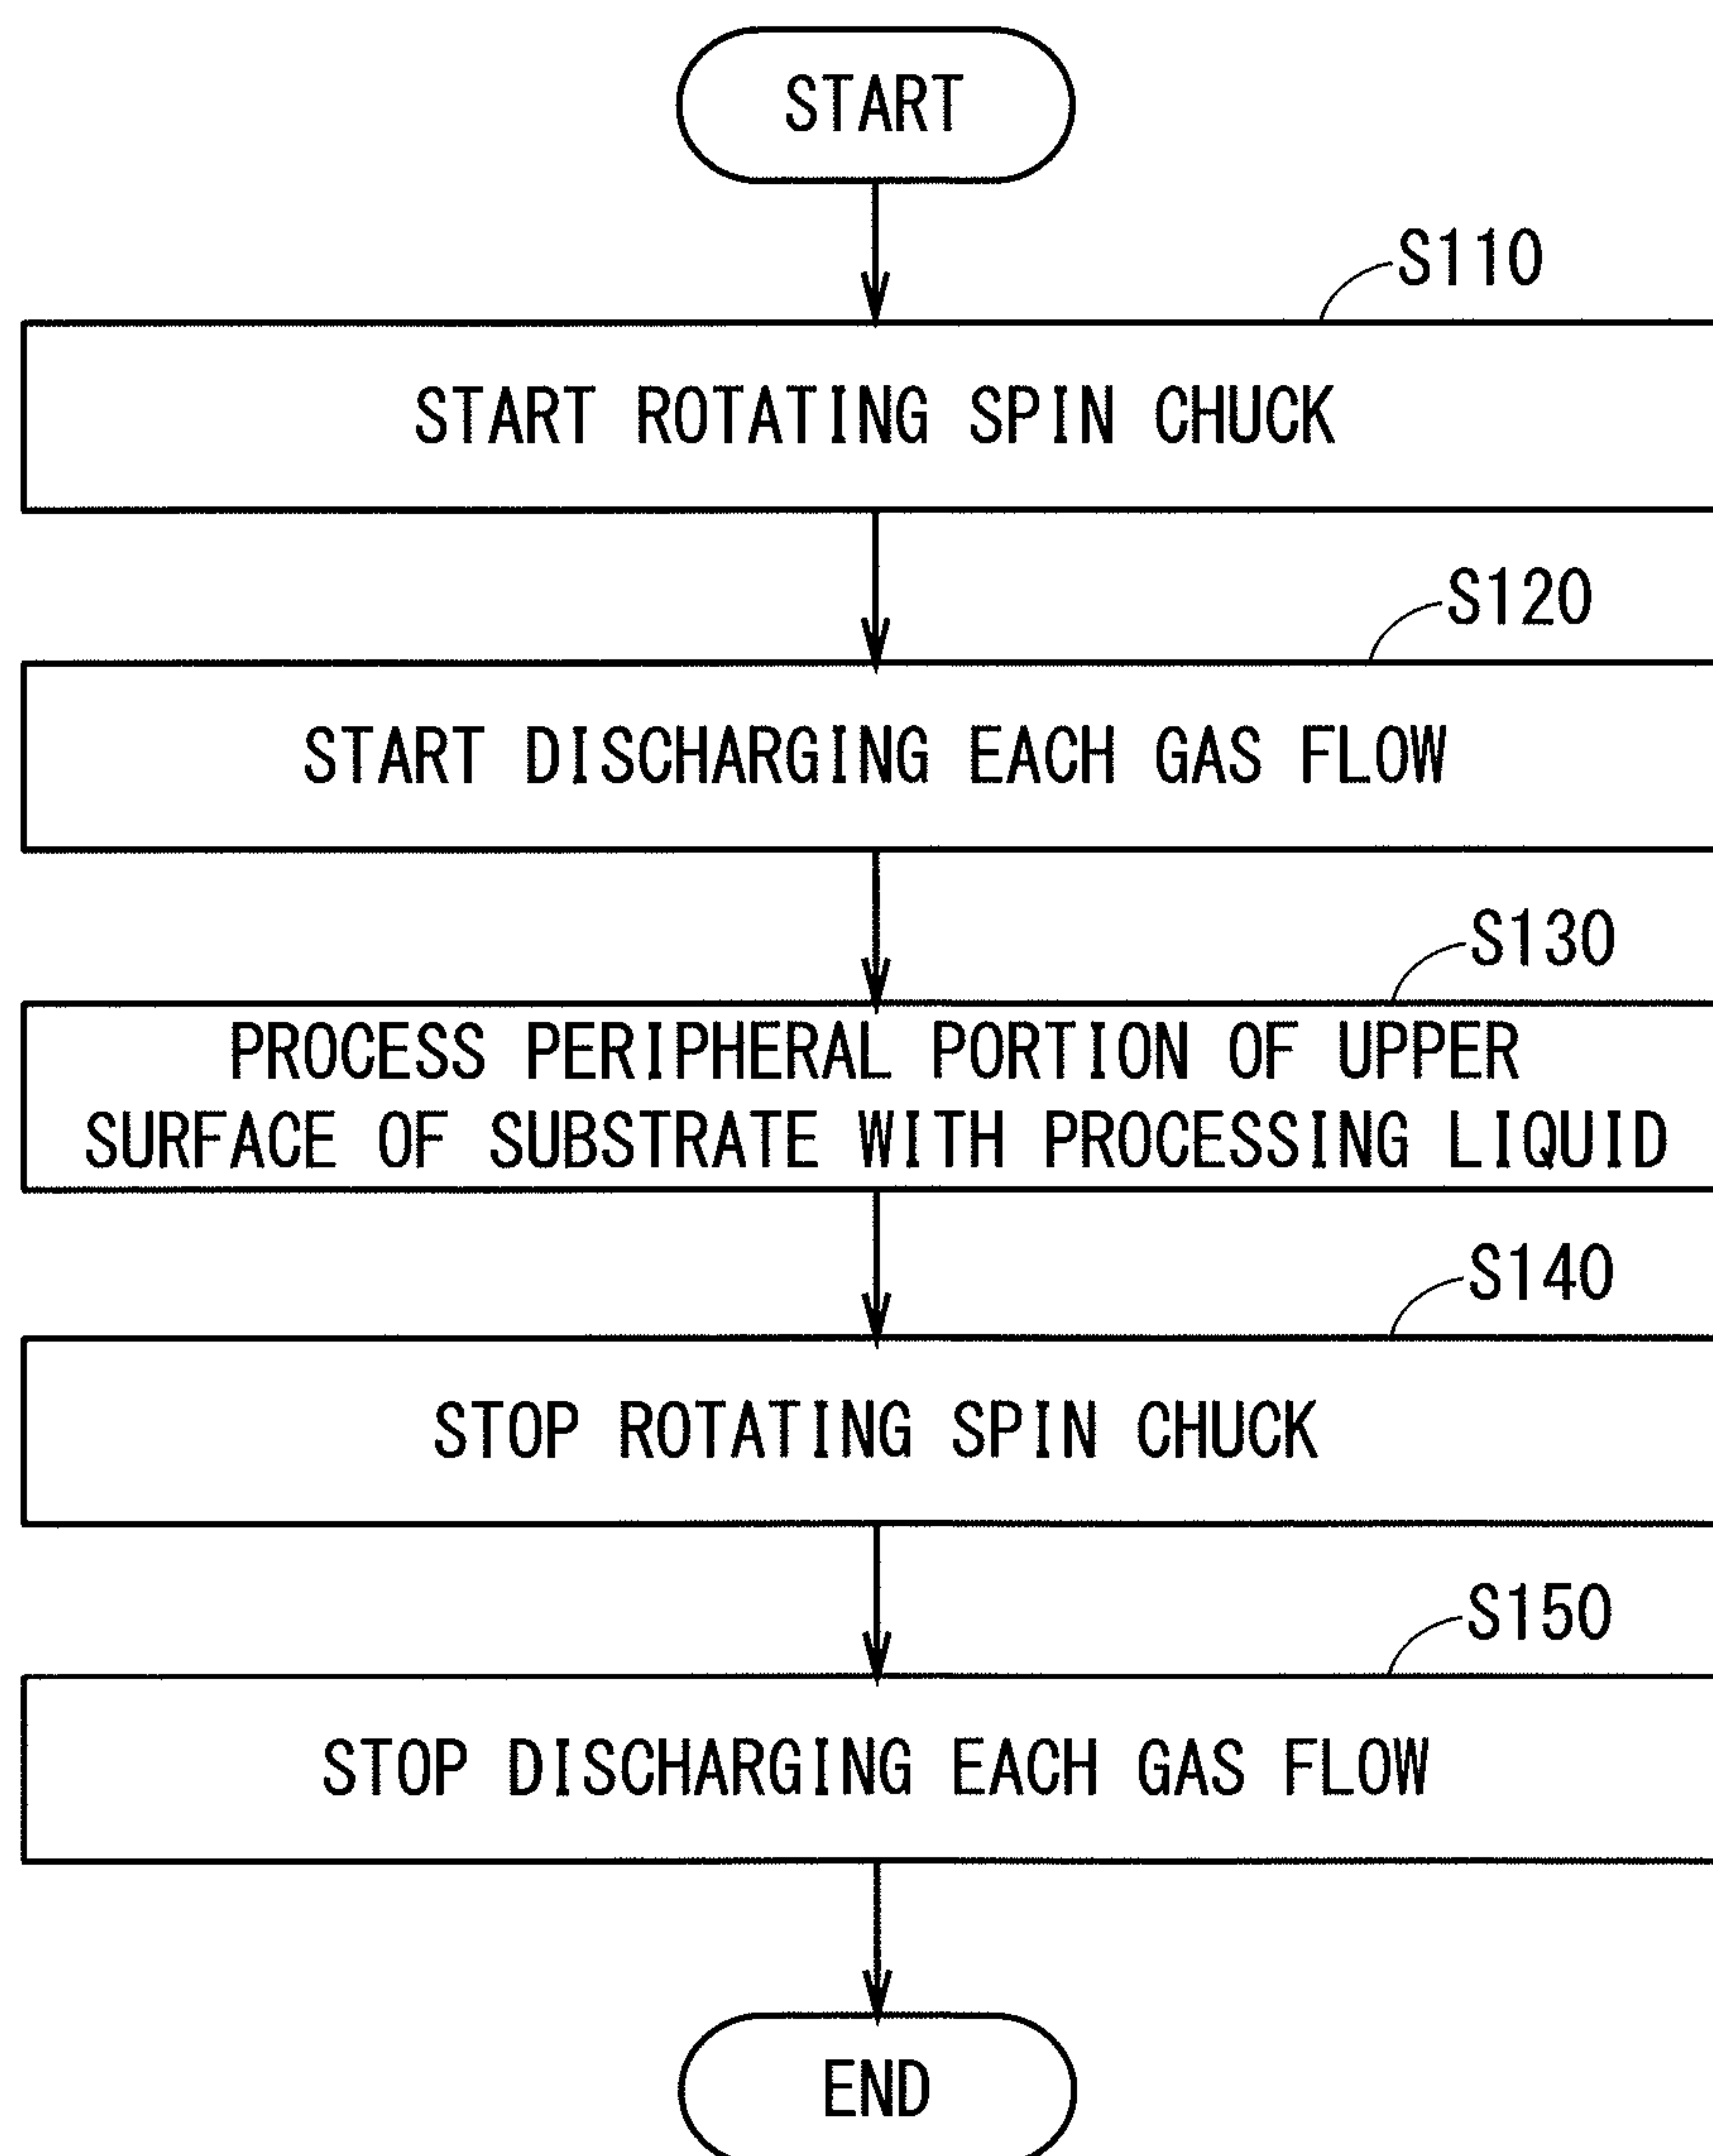 START
S110
START ROTATING SPIN CHUCK
S120
START DISCHARGING EACH GAS FLOW
S130
PROCESS PERIPHERAL PORTION OF UPPER
SURFACE OF SUBSTRATE WITH PROCESSING LIQUID
S140
STOP ROTATING SPIN CHUCK
S150
STOP DISCHARGING EACH GAS FLOW
END